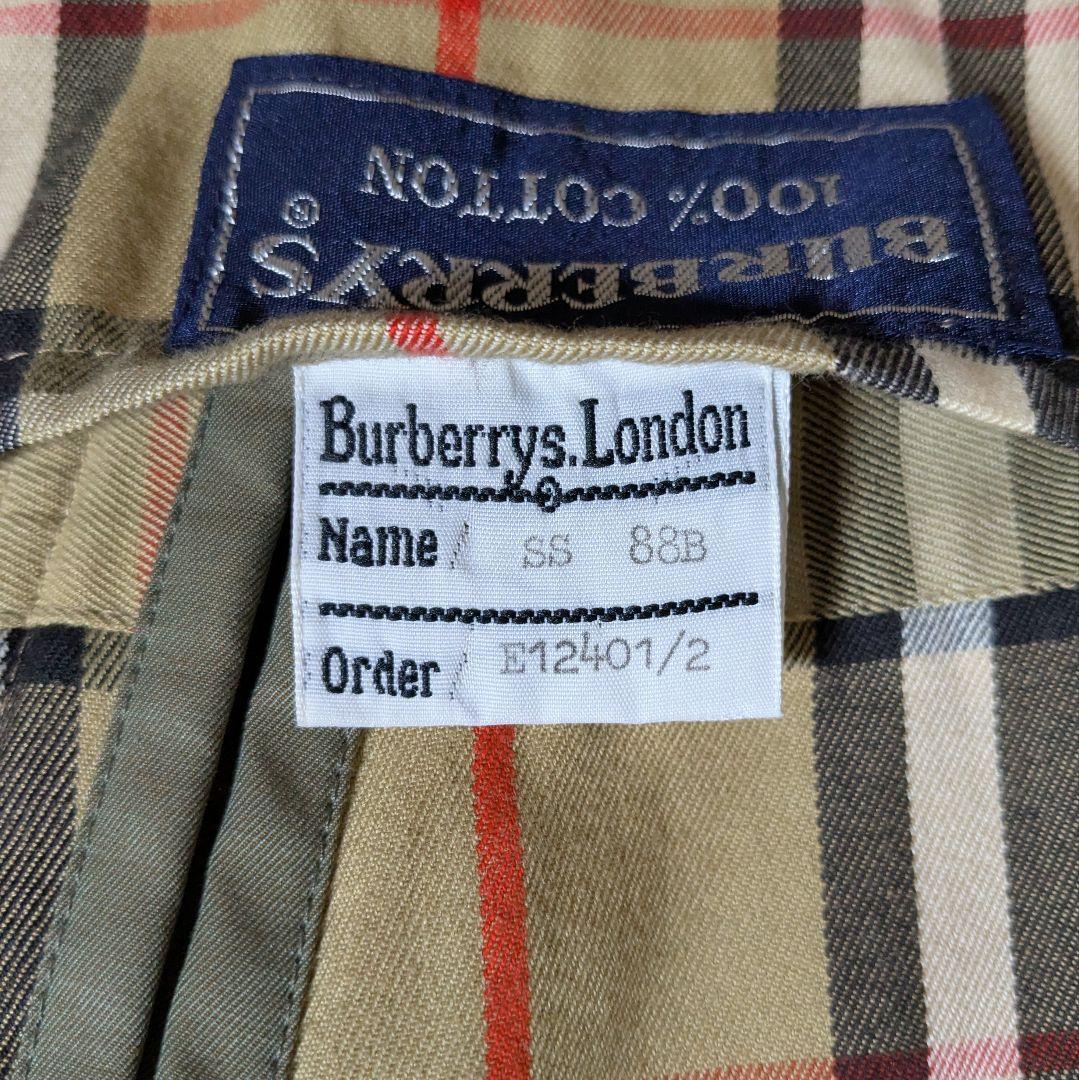 BURBERRYS®
100% COTTON
Burberrys.London
Name SS 88B
Order E12401/2